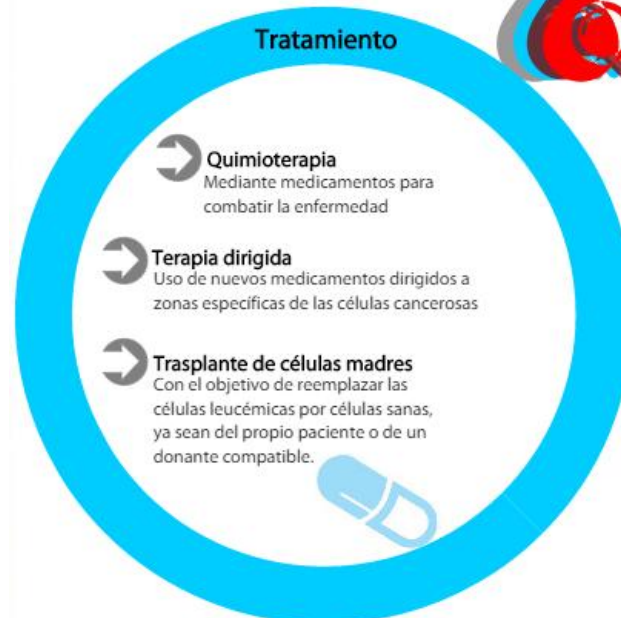 Tratamiento
Quimioterapia
Mediante medicamentos para
combatir la enfermedad
Terapia dirigida
Uso de nuevos medicamentos dirigidos a
zonas específicas de las células cancerosas
Trasplante de células madres
Con el objetivo de reemplazar las
células leucémicas por células sanas,
ya sean del propio paciente o de un
donante compatible.